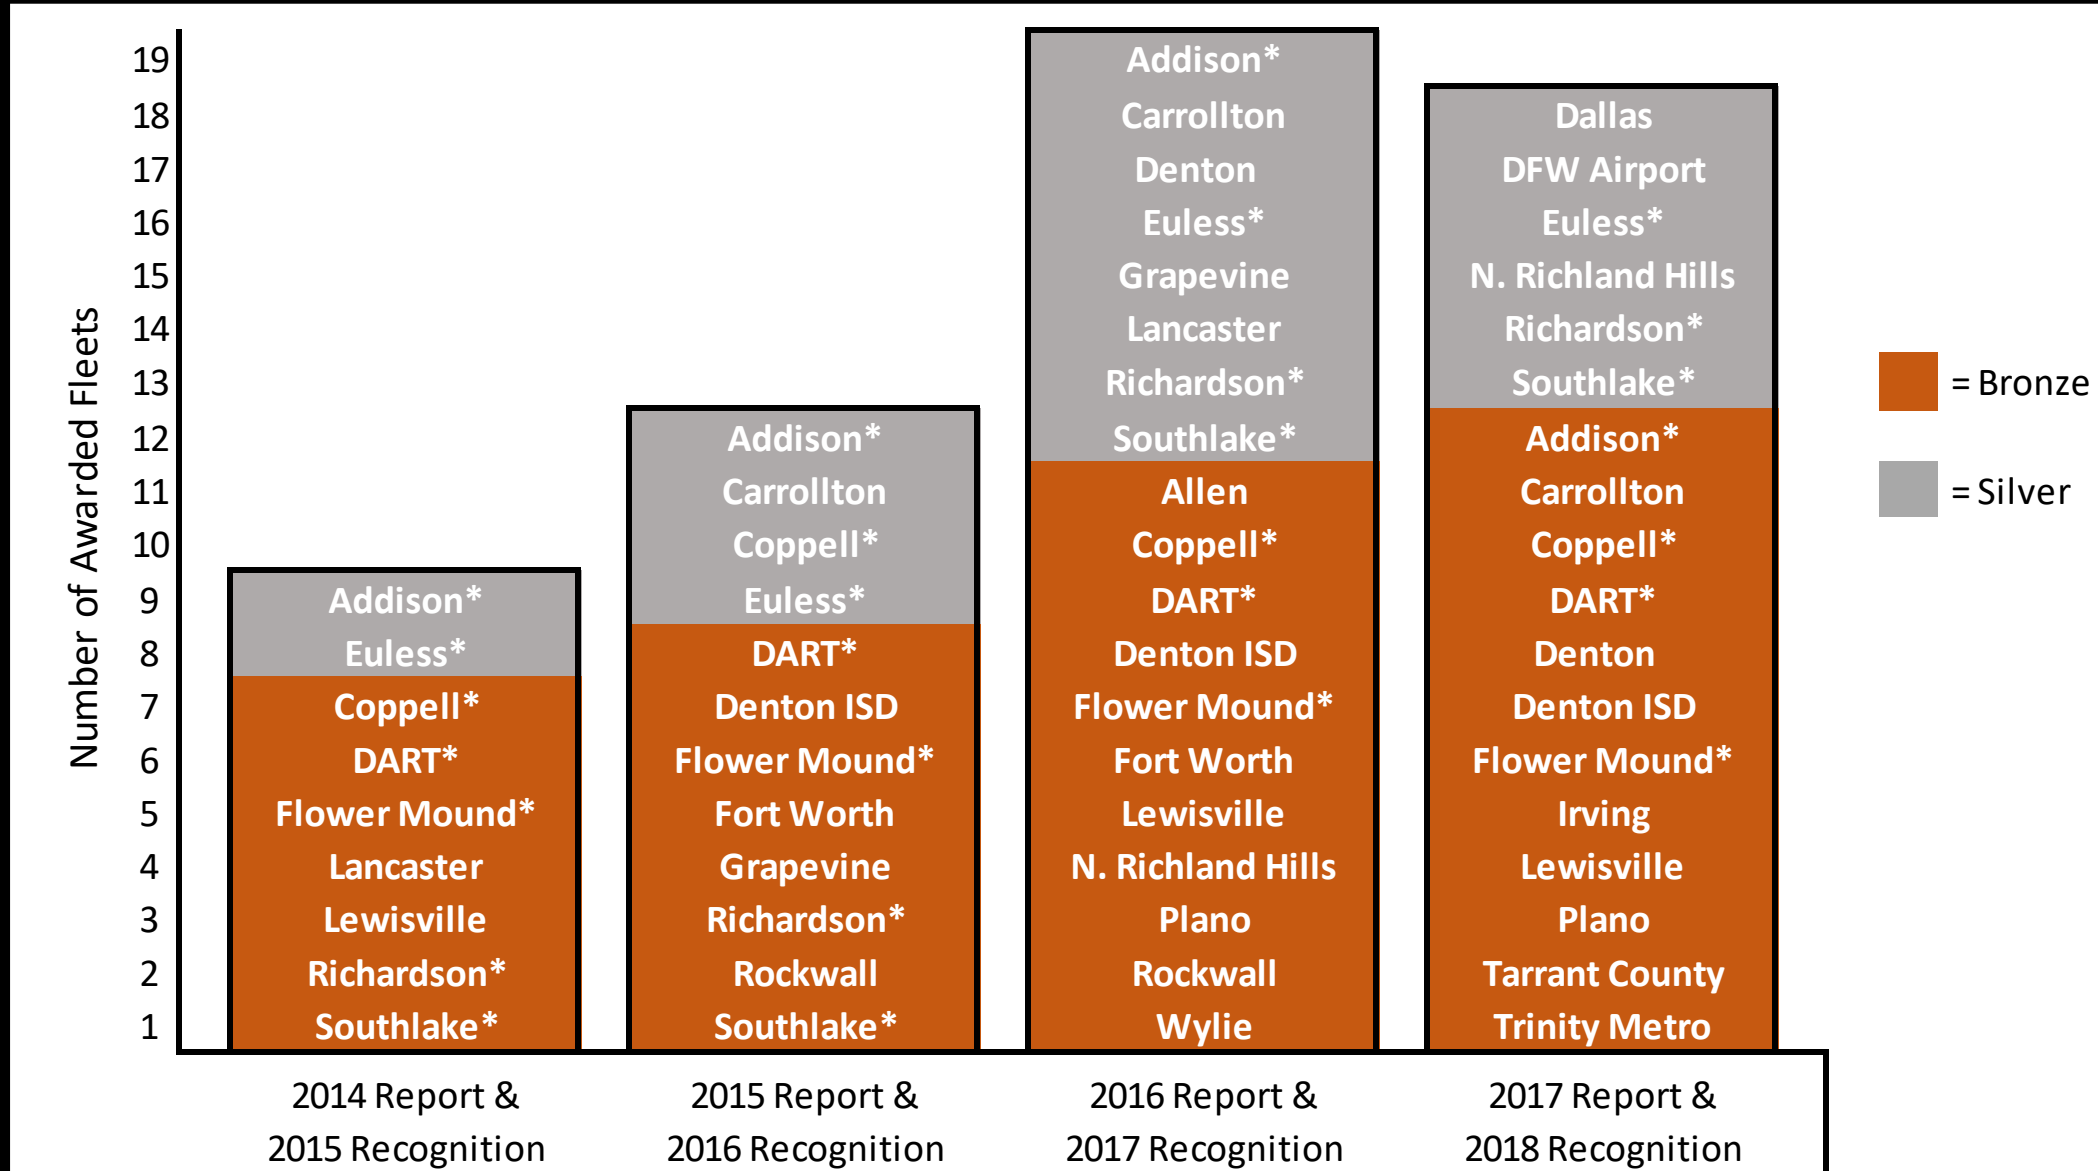 Number of Awarded Fleets
19
18
17
16
15
14
13
12
11
10
9
8
7
6
5
4
3
2
1
Addison*
Euless*
Coppell*
DART*
Flower Mound*
Lancaster
Lewisville
Richardson*
Southlake*
2014 Report &
2015 Recognition
Addison*
Carrollton
Coppell*
Euless*
DART*
Denton ISD
Flower Mound*
Fort Worth
Grapevine
Richardson*
Rockwall
Southlake*
2015 Report &
2016 Recognition
Addison*
Carrollton
Denton
Euless*
Grapevine
Lancaster
Richardson*
Southlake*
Allen
Coppell*
DART*
Denton ISD
Flower Mound*
Fort Worth
Lewisville
N. Richland Hills
Plano
Rockwall
Wylie
2016 Report &
2017 Recognition
Dallas
DFW Airport
Euless*
N. Richland Hills
Richardson*
Southlake*
Addison*
Carrollton
Coppell*
DART*
Denton
Denton ISD
Flower Mound*
Irving
Lewisville
Plano
Tarrant County
Trinity Metro
2017 Report &
2018 Recognition
= Bronze
= Silver